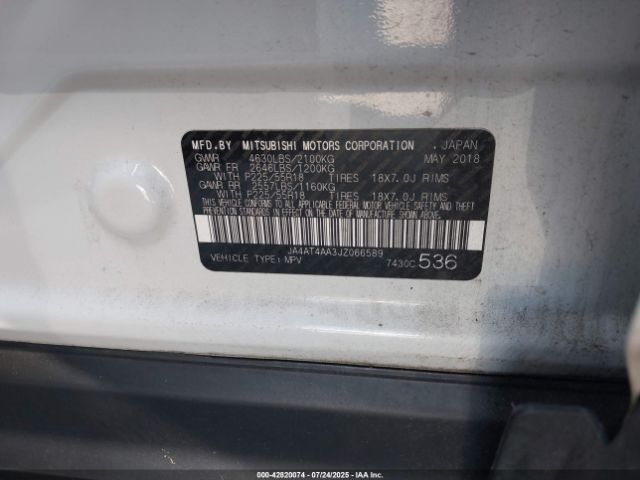 MFD.BY MITSUBISHI MOTORS CORPORATION . JAPAN
GVWR 4630LBS/2100KG MAY 2018
GAWR FR 2646LBS/1200KG
WITH P225/55R18 TIRES 18X7.0J RIMS
GAWR RR 2557LBS/1160KG
WITH P225/55R18 TIRES 18X7.0J RIMS
THIS VEHICLE CONFORMS TO ALL APPLICABLE FEDERAL MOTOR VEHICLE SAFETY AND THEFT PREVENTION STANDARDS IN EFFECT ON THE DATE OF MANUFACTURE SHOWN ABOVE.
JA4AT4AA3JZ066589
VEHICLE TYPE: MPV 7430C 536
000-42820074 | 07/24/2025 | IAA